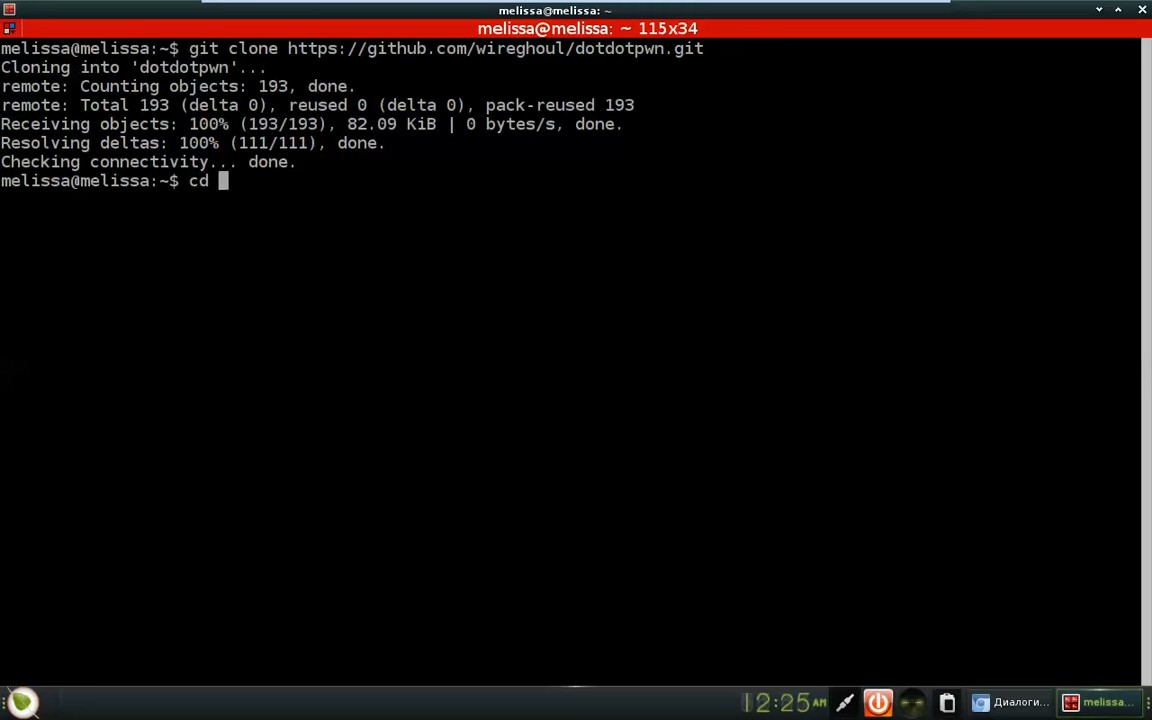 melissa@melissa: ~
melissa@melissa: ~ 115x34
melissa@melissa:~$ git clone https://github.com/wireghoul/dotdotpwn.git
Cloning into 'dotdotpwn'...
remote: Counting objects: 193, done.
remote: Total 193 (delta 0), reused 0 (delta 0), pack-reused 193
Receiving objects: 100% (193/193), 82.09 KiB | 0 bytes/s, done.
Resolving deltas: 100% (111/111), done.
Checking connectivity... done.
melissa@melissa:~$ cd
12:25AM Диалоги... melissa...